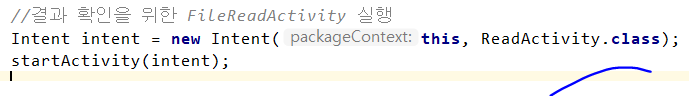 //결과 확인을 위한 FileReadActivity 실행
Intent intent = new Intent( packageContext: this, ReadActivity.class);
startActivity(intent);